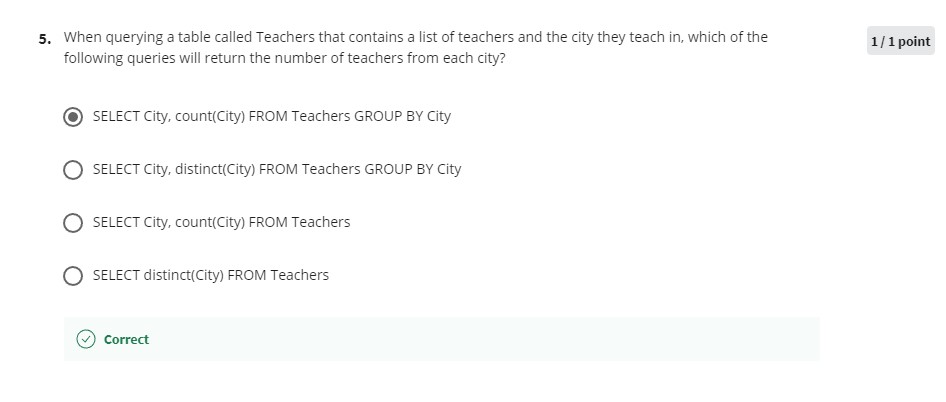 5. When querying a table called Teachers that contains a list of teachers and the city they teach in, which of the
following queries will return the number of teachers from each city?
1 / 1 point
SELECT City, count(City) FROM Teachers GROUP BY City
SELECT City, distinct(City) FROM Teachers GROUP BY City
SELECT City, count(City) FROM Teachers
SELECT distinct(City) FROM Teachers
Correct